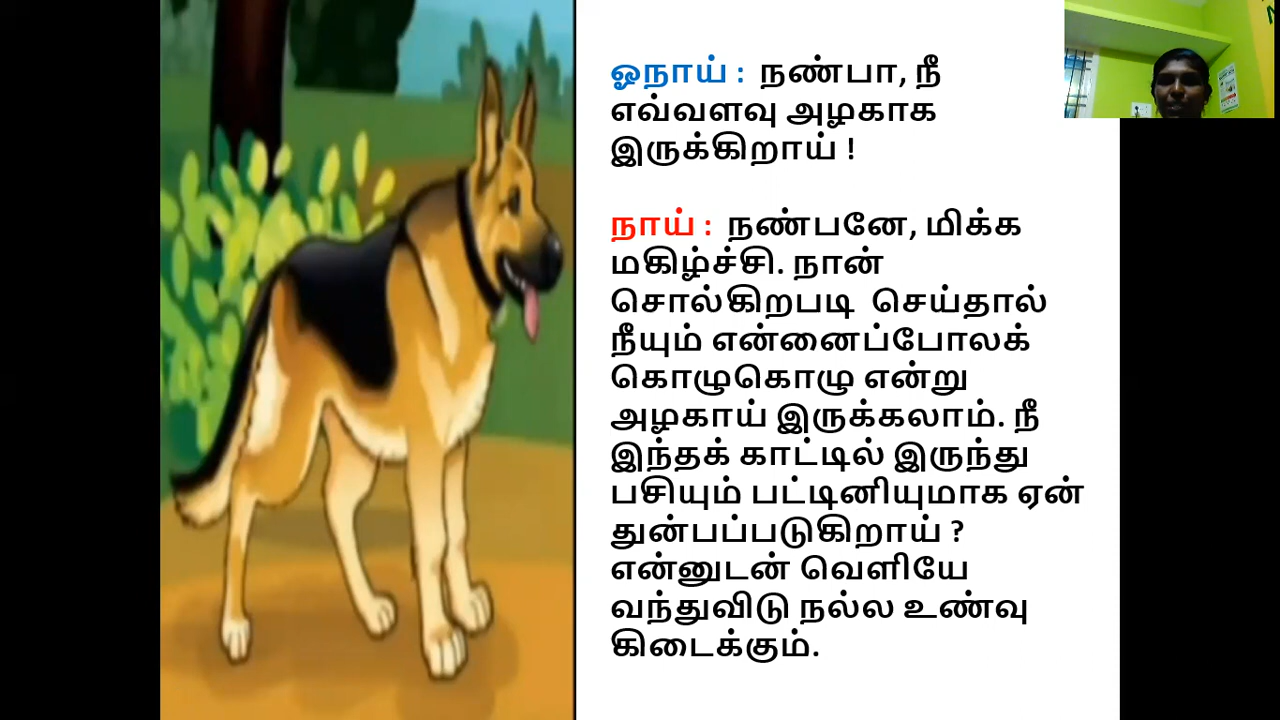 ஓநாய் : நண்பா, நீ
எவ்வளவு அழகாக
இருக்கிறாய் !
நாய் : நண்பனே, மிக்க
மகிழ்ச்சி. நான்
சொல்கிறபடி செய்தால்
நீயும் என்னைப்போலக்
கொழுகொழு என்று
அழகாய் இருக்கலாம். நீ
இந்தக் காட்டில் இருந்து
பசியும் பட்டினியுமாக ஏன்
துன்பப்படுகிறாய் ?
என்னுடன் வெளியே
வந்துவிடு நல்ல உண்வு
கிடைக்கும்.